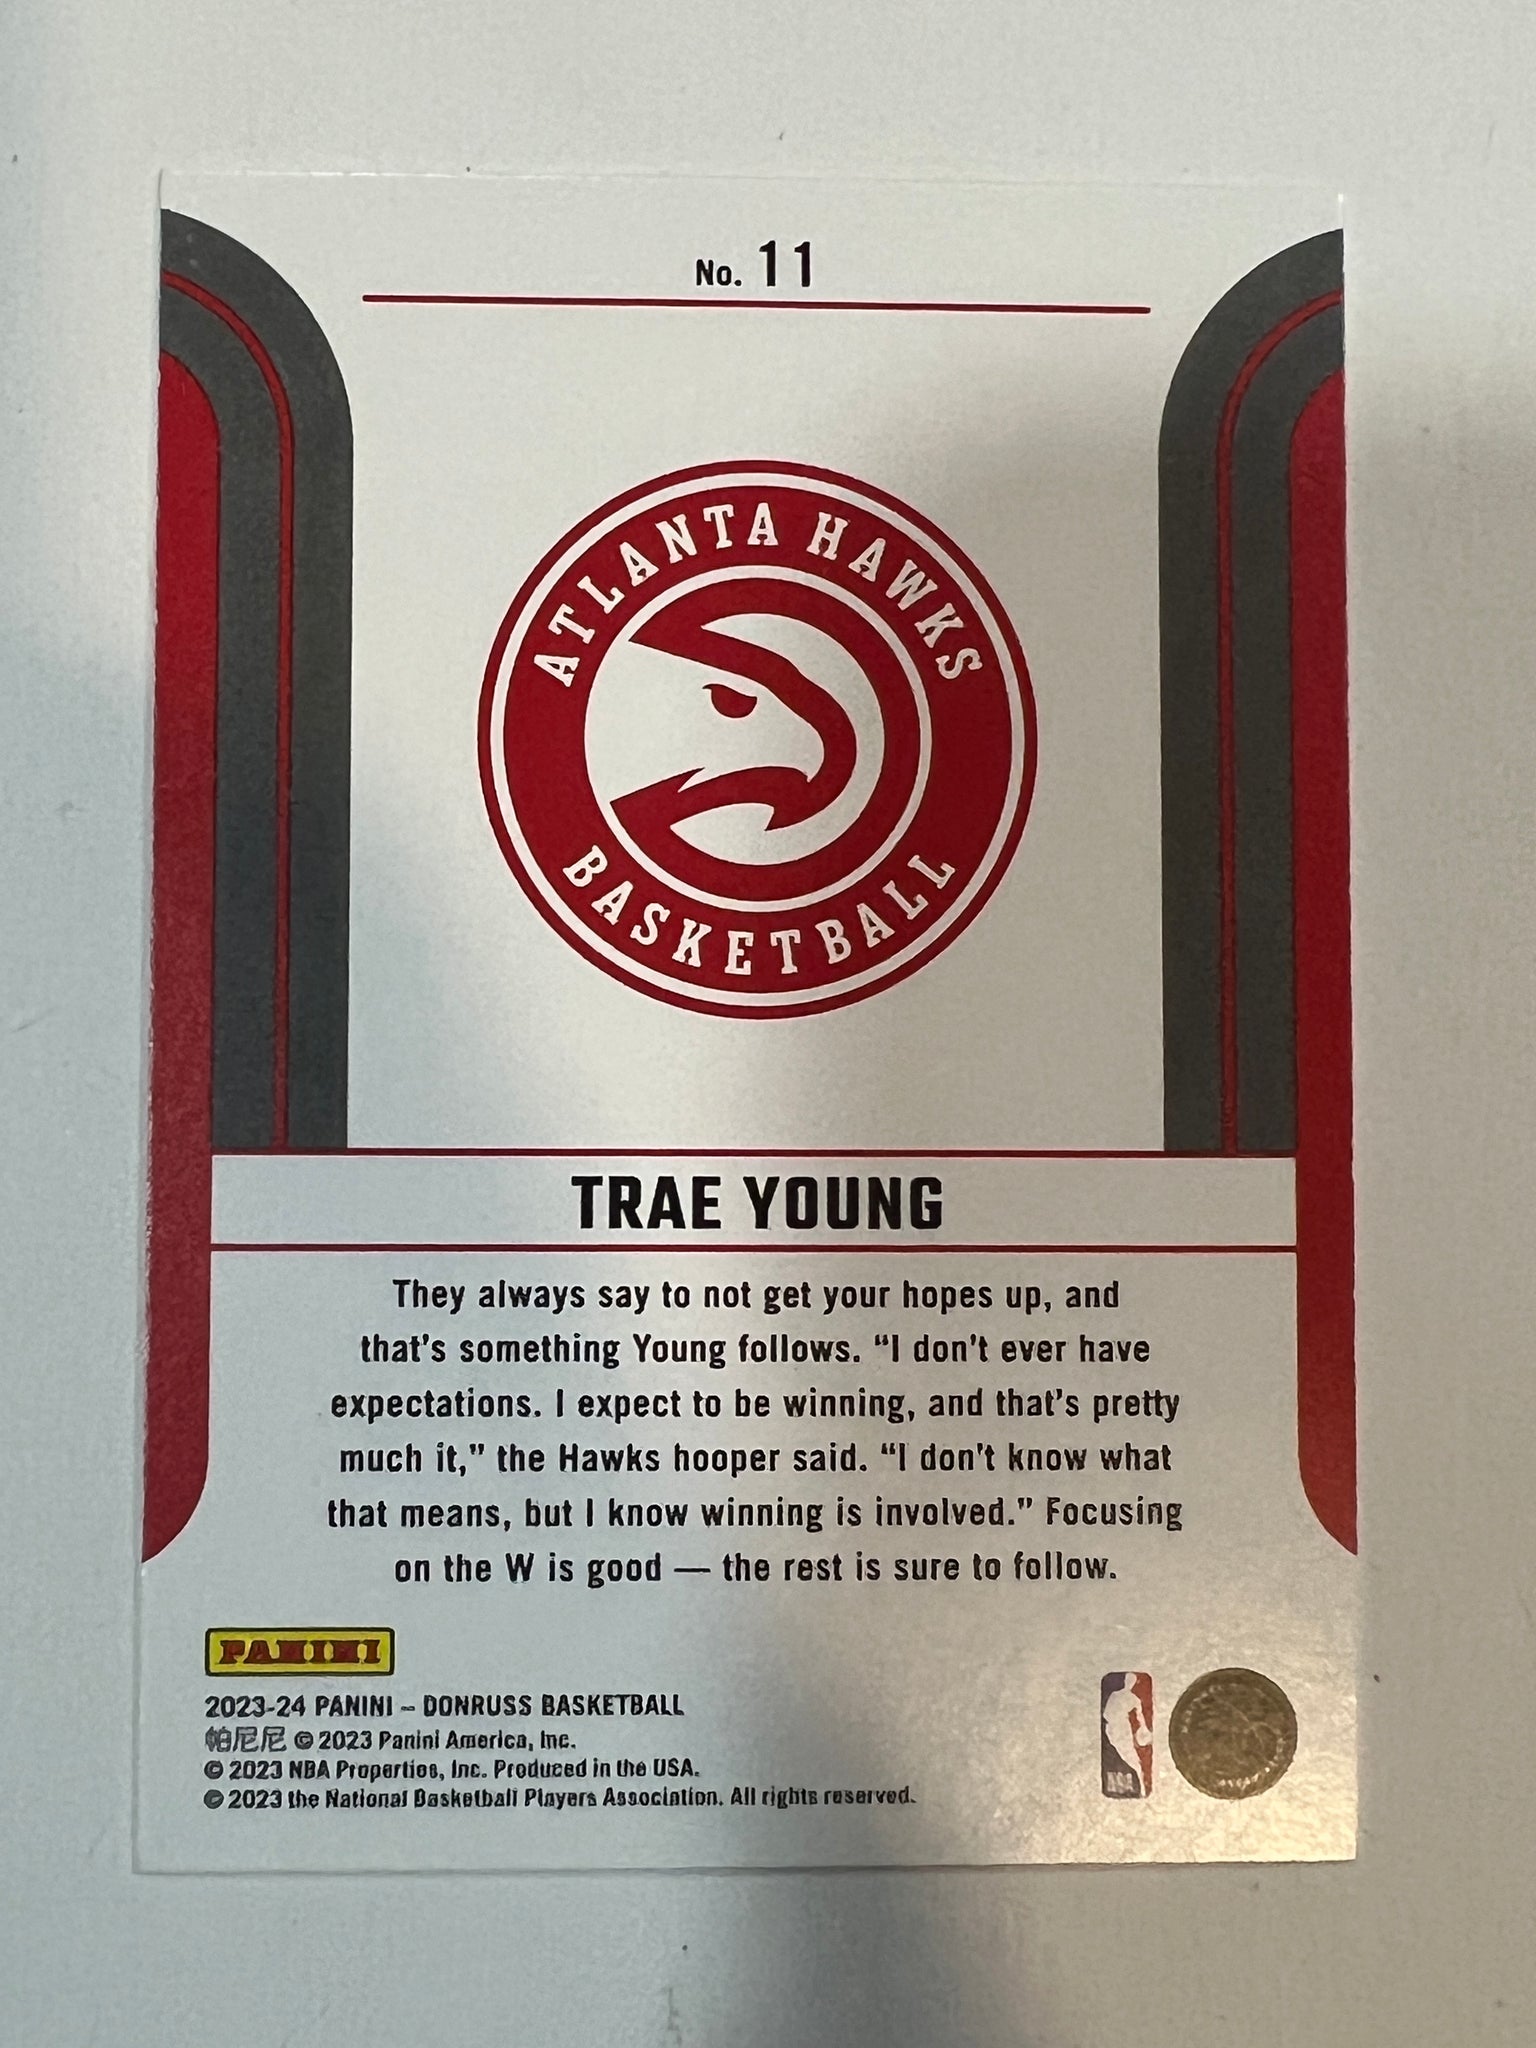 No. 11
ATLANTA HAWKS
BASKETBALL
TRAE YOUNG
They always say to not get your hopes up, and
that's something Young follows. “I don't ever have
expectations. I expect to be winning, and that's pretty
much it,” the Hawks hooper said. “I don't know what
that means, but I know winning is involved.” Focusing
on the W is good — the rest is sure to follow.
PANINI
2023-24 PANINI – DONRUSS BASKETBALL
帕尼尼 © 2023 Panini America, Inc.
© 2023 NBA Properties, Inc. Produced in the USA.
© 2023 the National Basketball Players Association. All rights reserved.
NBA